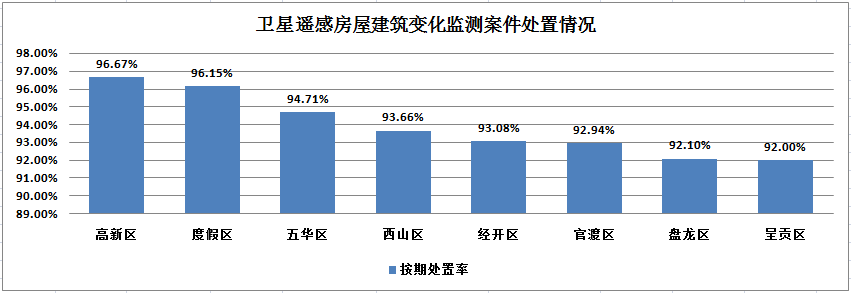 卫星遥感房屋建筑变化监测案件处置情况
98.00%
97.00%
96.00%
95.00%
94.00%
93.00%
92.00%
91.00%
90.00%
89.00%
96.67%
96.15%
94.71%
93.66%
93.08%
92.94%
92.10%
92.00%
高新区
度假区
五华区
西山区
经开区
官渡区
盘龙区
呈贡区
按期处置率